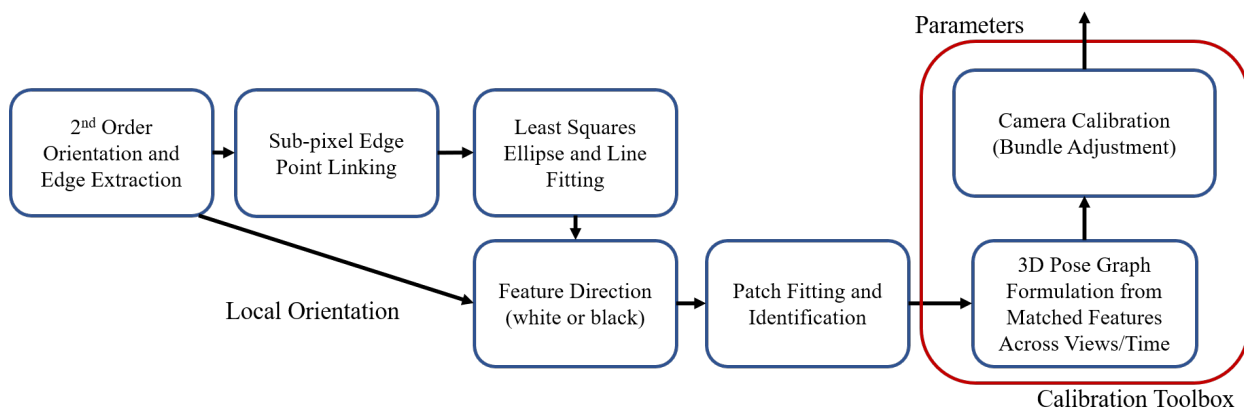 Parameters
2nd Order
Orientation and
Edge Extraction
Sub-pixel Edge
Point Linking
Least Squares
Ellipse and Line
Fitting
Camera Calibration
(Bundle Adjustment)
Local Orientation
Feature Direction
(white or black)
Patch Fitting and
Identification
3D Pose Graph
Formulation from
Matched Features
Across Views/Time
Calibration Toolbox